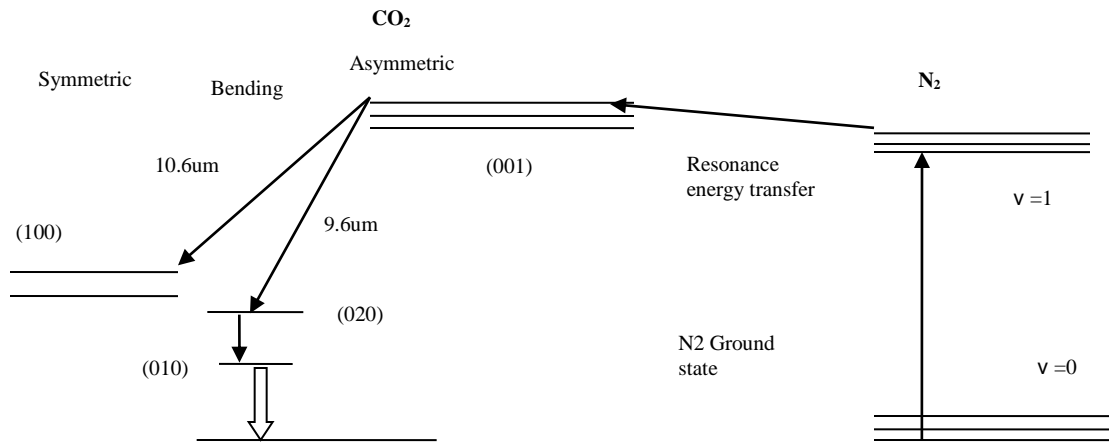 CO₂
Symmetric
Bending
Asymmetric
N₂
10.6um
(001)
Resonance
energy transfer
v =1
9.6um
(100)
(020)
N2 Ground
state
(010)
v =0